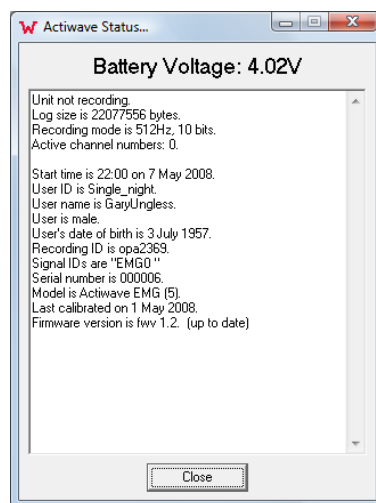 Actiwave Status...
Battery Voltage: 4.02V
Unit not recording.
Log size is 22077556 bytes.
Recording mode is 512Hz, 10 bits.
Active channel numbers: 0.
Start time is 22:00 on 7 May 2008.
User ID is Single_night.
User name is GaryUngless.
User is male.
User's date of birth is 3 July 1957.
Recording ID is opa2369.
Signal IDs are "EMG0 "
Serial number is 000006.
Model is Actiwave EMG (5).
Last calibrated on 1 May 2008.
Firmware version is fwv 1.2.  (up to date)
Close